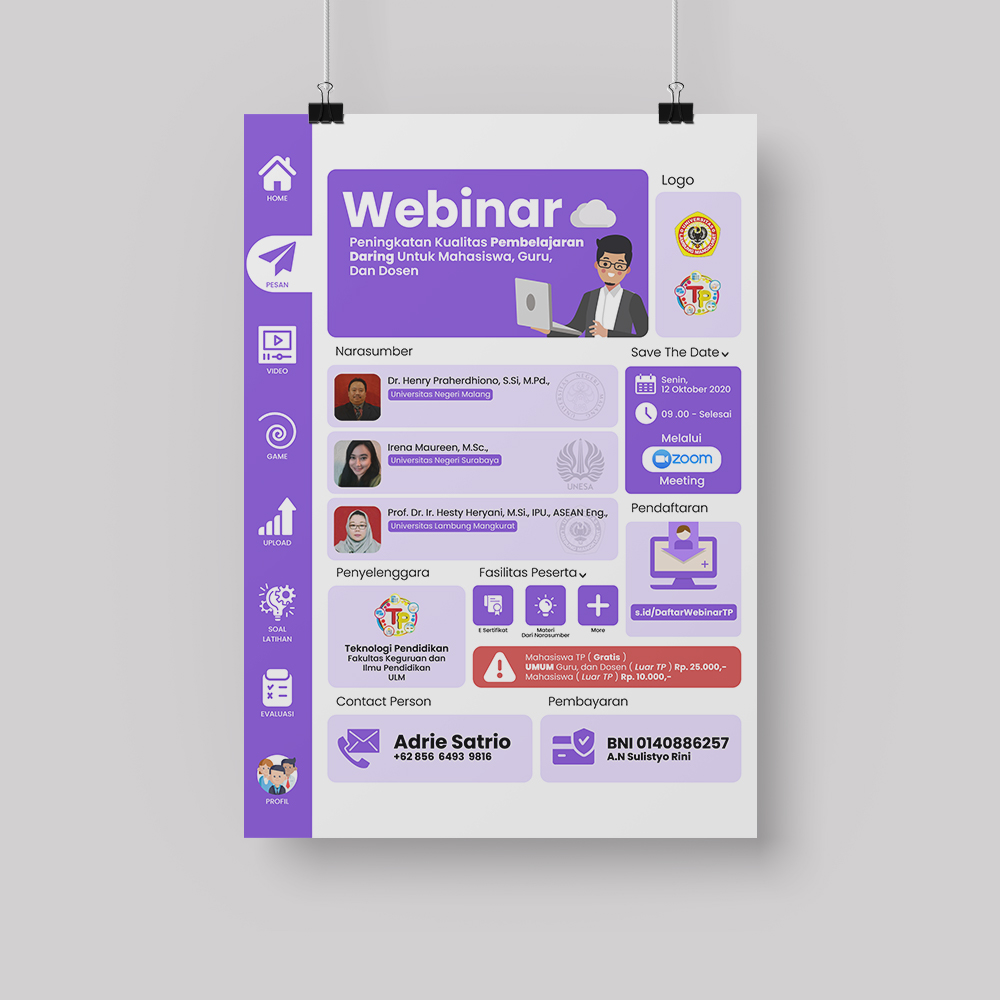 HOME
PESAN
VIDEO
GAME
UPLOAD
SOAL
LATIHAN
EVALUASI
PROFIL
Webinar
Peningkatan Kualitas Pembelajaran
Daring Untuk Mahasiswa, Guru,
Dan Dosen
Logo
TP
Narasumber
Dr. Henry Praherdhiono, S.Si, M.Pd.,
Universitas Negeri Malang
Irena Maureen, M.Sc.,
Universitas Negeri Surabaya
UNESA
Prof. Dr. Ir. Hesty Heryani, M.Si., IPU., ASEAN Eng.,
Universitas Lambung Mangkurat
Save The Date
Senin,
12 Oktober 2020
09 .00 - Selesai
Melalui
zoom
Meeting
Pendaftaran
s.id/DaftarWebinarTP
Penyelenggara
TP
Teknologi Pendidikan
Fakultas Keguruan dan
Ilmu Pendidikan
ULM
Fasilitas Peserta
E Sertifikat
Materi
Dari Narasumber
More
Mahasiswa TP ( Gratis )
UMUM Guru, dan Dosen ( Luar TP ) Rp. 25.000,-
Mahasiswa ( Luar TP ) Rp. 10.000,-
Contact Person
Adrie Satrio
+62 856 6493 9816
Pembayaran
BNI 0140886257
A.N Sulistyo Rini